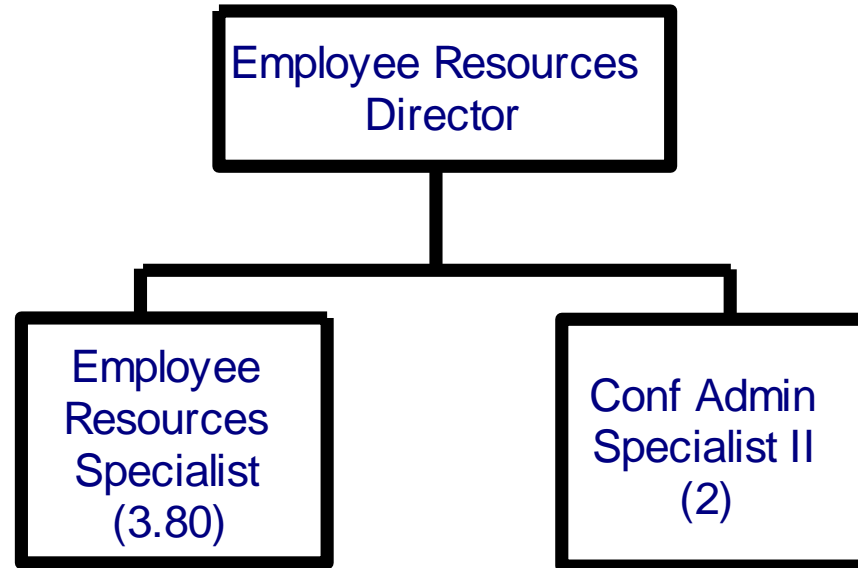 Employee Resources
Director
Employee
Resources
Specialist
(3.80)
Conf Admin
Specialist II
(2)